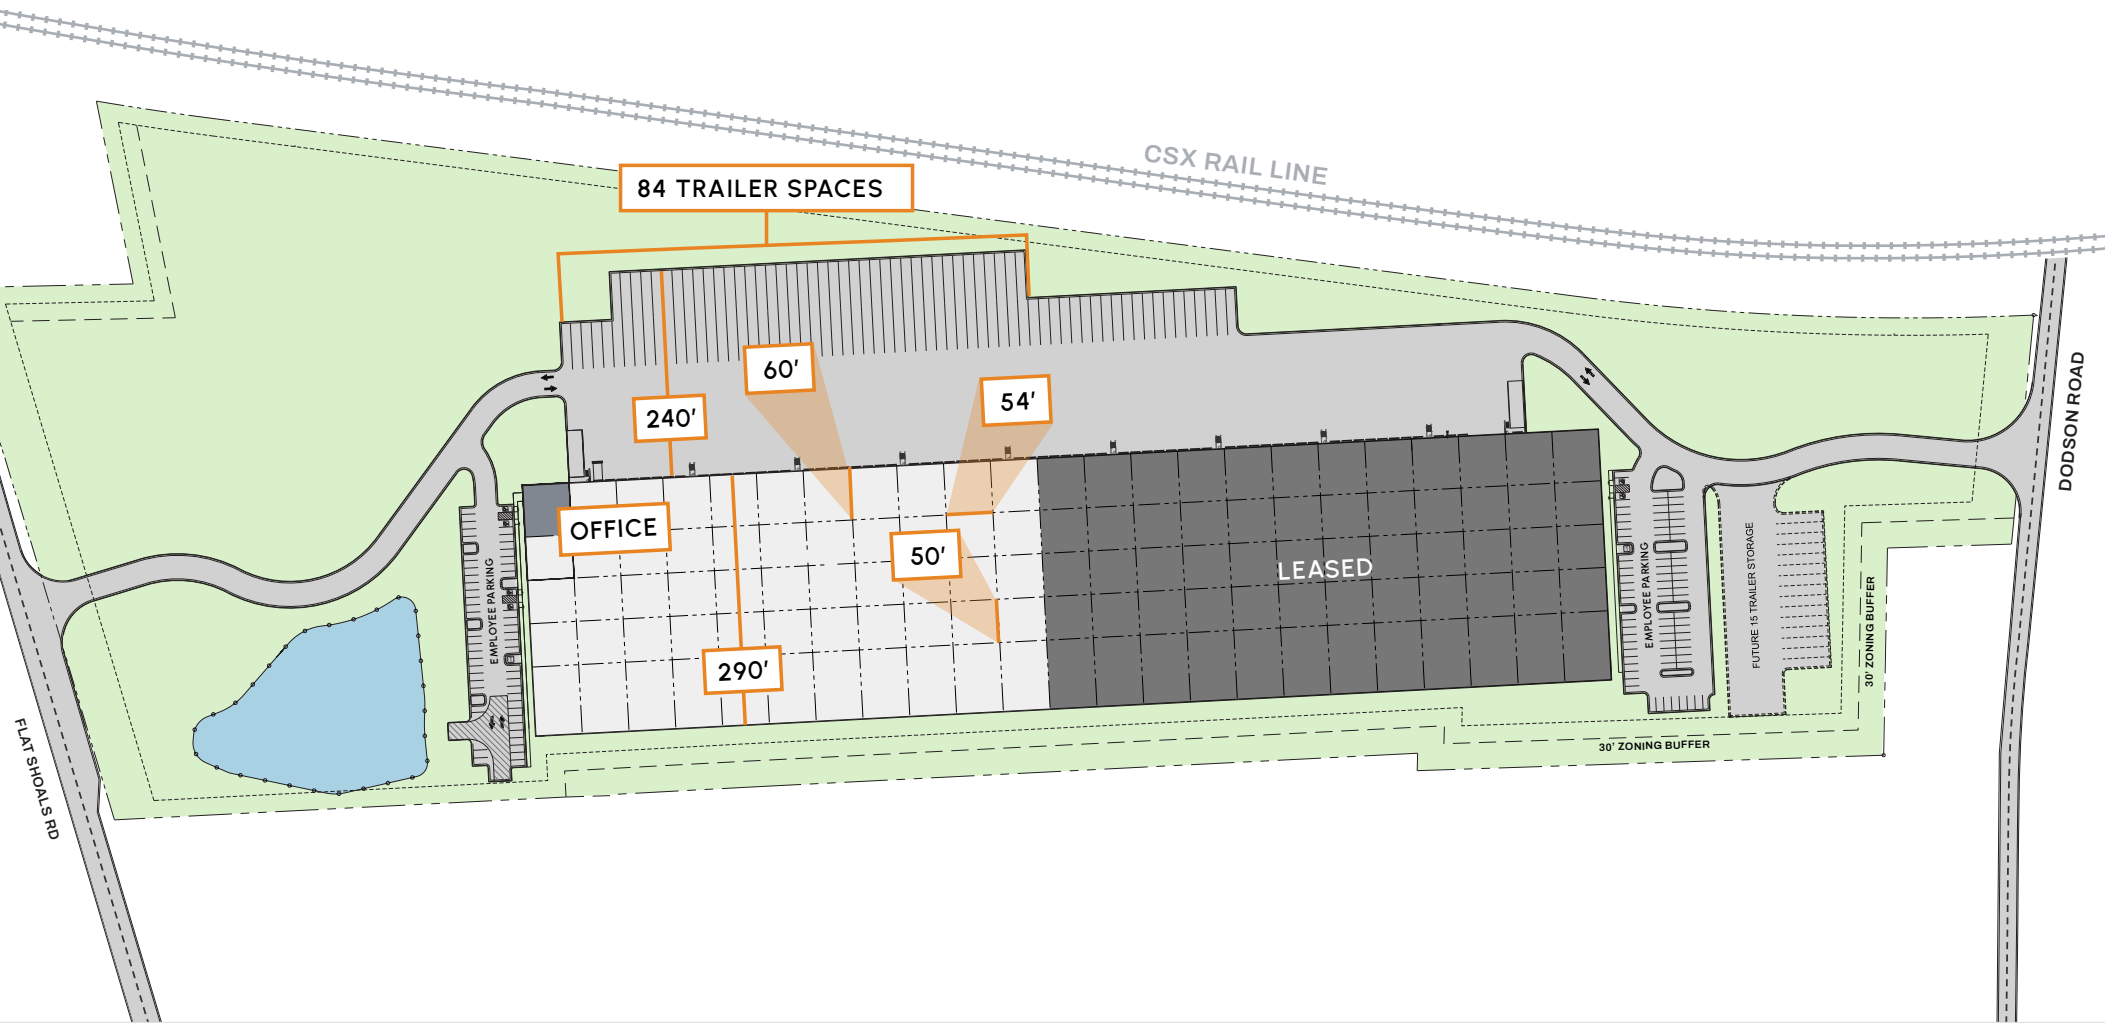 CSX RAIL LINE
84 TRAILER SPACES
60'
54'
240'
DODSON ROAD
OFFICE
50'
LEASED
EMPLOYEE PARKING
EMPLOYEE PARKING
FUTURE 15 TRAILER STORAGE
30' ZONING BUFFER
290'
30' ZONING BUFFER
FLAT SHOALS RD